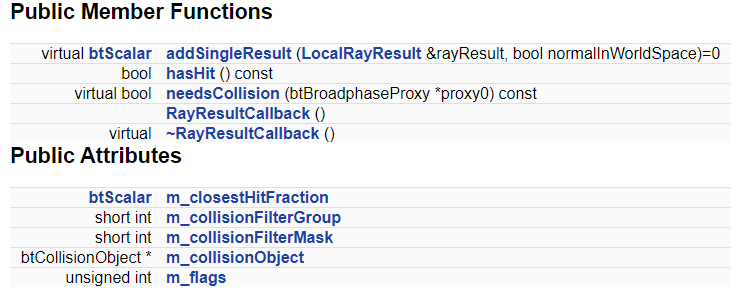 Public Member Functions
virtual btScalar addSingleResult (LocalRayResult &rayResult, bool normalInWorldSpace)=0
bool hasHit () const
virtual bool needsCollision (btBroadphaseProxy *proxy0) const
RayResultCallback ()
virtual ~RayResultCallback ()
Public Attributes
btScalar m_closestHitFraction
short int m_collisionFilterGroup
short int m_collisionFilterMask
btCollisionObject * m_collisionObject
unsigned int m_flags